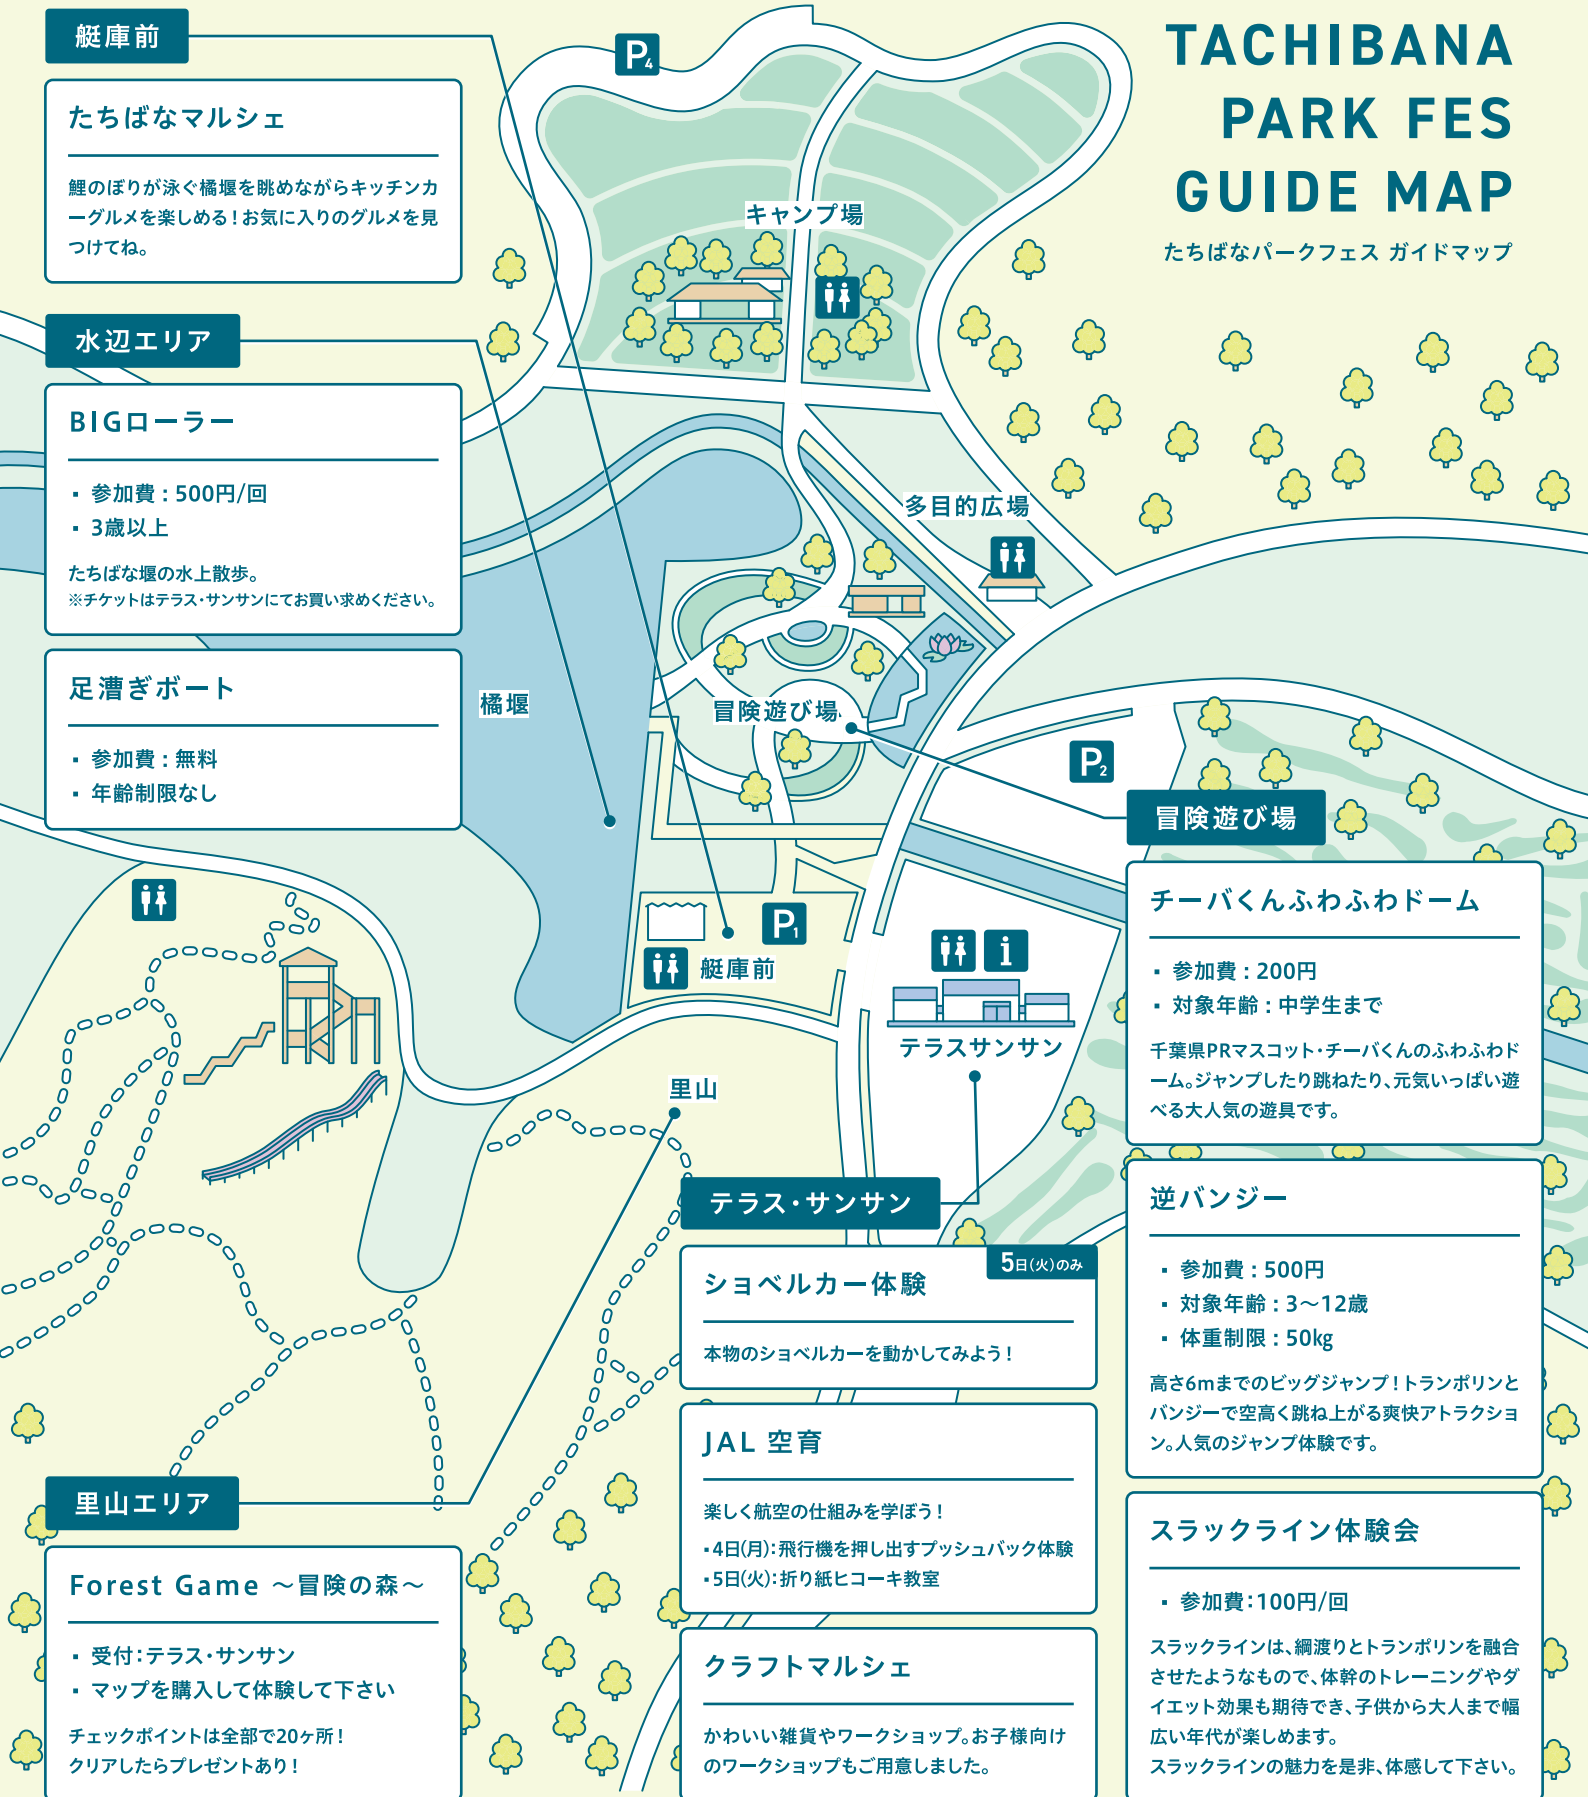 TACHIBANA
PARK FES
GUIDE MAP
たちばなパークフェス ガイドマップ
艇庫前
たちばなマルシェ
鯉のぼりが泳ぐ橘堰を眺めながらキッチンカ
ーグルメを楽しめる！お気に入りのグルメを見
つけてね。
水辺エリア
BIGローラー
▪ 参加費：500円/回
▪ 3歳以上
たちばな堰の水上散歩。
※チケットはテラス・サンサンにてお買い求めください。
足漕ぎボート
▪ 参加費：無料
▪ 年齢制限なし
P4
キャンプ場
多目的広場
橘堰
冒険遊び場
P2
P1
艇庫前
i
テラスサンサン
里山
冒険遊び場
チーバくんふわふわドーム
▪ 参加費：200円
▪ 対象年齢：中学生まで
千葉県PRマスコット・チーバくんのふわふわド
ーム。ジャンプしたり跳ねたり、元気いっぱい遊
べる大人気の遊具です。
逆バンジー
▪ 参加費：500円
▪ 対象年齢：3～12歳
▪ 体重制限：50kg
高さ6mまでのビッグジャンプ！トランポリンと
バンジーで空高く跳ね上がる爽快アトラクショ
ン。人気のジャンプ体験です。
スラックライン体験会
▪ 参加費：100円/回
スラックラインは、綱渡りとトランポリンを融合
させたようなもので、体幹のトレーニングやダ
イエット効果も期待でき、子供から大人まで幅
広い年代が楽しめます。
スラックラインの魅力を是非、体感して下さい。
テラス・サンサン
5日(火)のみ
ショベルカー体験
本物のショベルカーを動かしてみよう！
JAL 空育
楽しく航空の仕組みを学ぼう！
▪4日(月)：飛行機を押し出すプッシュバック体験
▪5日(火)：折り紙ヒコーキ教室
クラフトマルシェ
かわいい雑貨やワークショップ。お子様向け
のワークショップもご用意しました。
里山エリア
Forest Game ～冒険の森～
▪ 受付：テラス・サンサン
▪ マップを購入して体験して下さい
チェックポイントは全部で20ヶ所！
クリアしたらプレゼントあり！